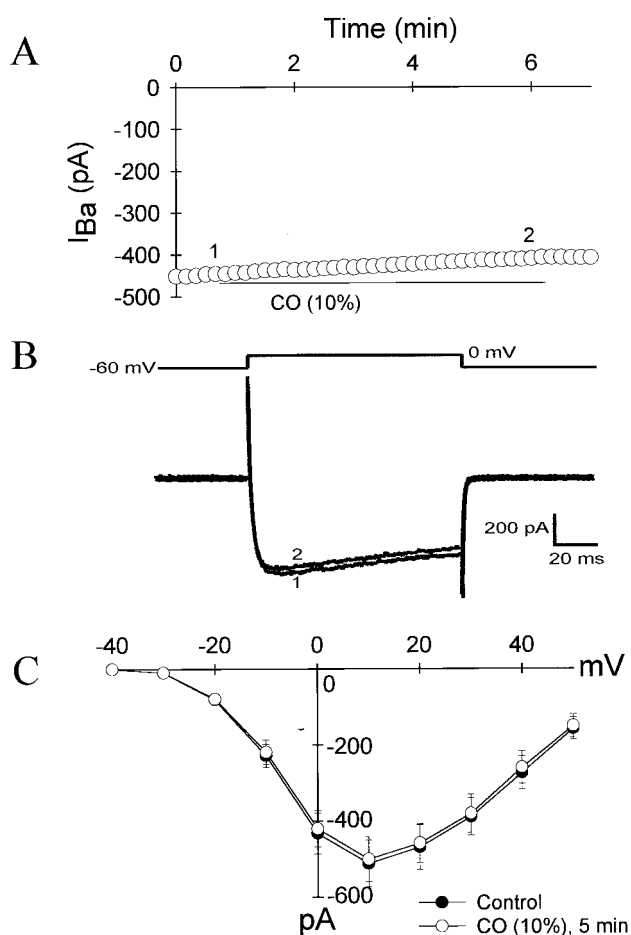 A
Time (min)
0 2 4 6
0
-100
-200
-300
-400
-500
I_Ba (pA)
1
2
CO (10%)
B
-60 mV
0 mV
2
1
200 pA
20 ms
C
-40 -20 0 20 40
mV
0
-200
-400
-600
pA
Control
CO (10%), 5 min